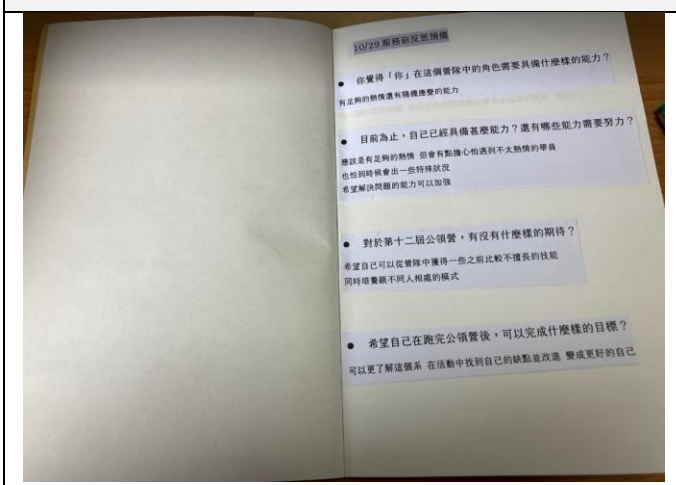 10/29 服務前反思預備
● 你覺得「你」在這個營隊中的角色需要具備什麼樣的能力？
有足夠的熱情還有隨機應變的能力
● 目前為止，自己已經具備甚麼能力？還有哪些能力需要努力？
應該是有足夠的熱情 但會有點擔心怕遇到不太熱情的學員
也怕到時候會出一些特殊狀況
希望解決問題的能力可以加強
● 對於第十二屆公領營，有沒有什麼樣的期待？
希望自己可以從營隊中獲得一些之前比較不擅長的技能
同時培養跟不同人相處的模式
● 希望自己在跑完公領營後，可以完成什麼樣的目標？
可以更了解這個系 在活動中找到自己的缺點並改進 變成更好的自己